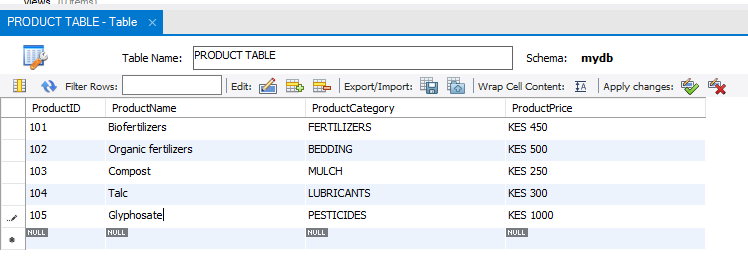 Views (0 items)
PRODUCT TABLE - Table ×
Table Name: PRODUCT TABLE Schema: mydb
Filter Rows: Edit: Export/Import: Wrap Cell Content: Apply changes:
ProductID ProductName ProductCategory ProductPrice
101 Biofertilizers FERTILIZERS KES 450
102 Organic fertilizers BEDDING KES 500
103 Compost MULCH KES 250
104 Talc LUBRICANTS KES 300
105 Glyphosate PESTICIDES KES 1000
NULL NULL NULL NULL